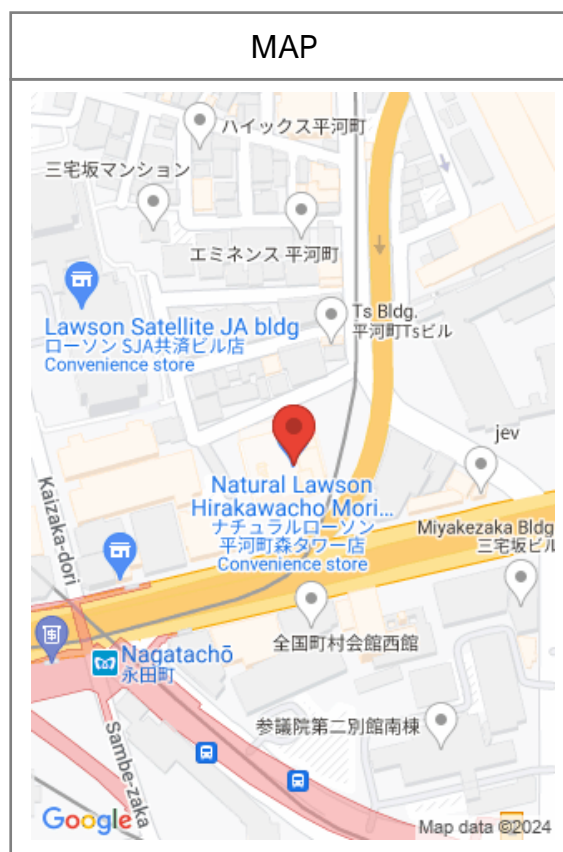 MAP
ハイックス平河町
三宅坂マンション
エミネンス 平河町
Lawson Satellite JA bldg
ローソン SJA共済ビル店
Convenience store
Ts Bldg.
平河町Tsビル
jev
Natural Lawson
Hirakawacho Mori...
ナチュラルローソン
平河町森タワー店
Convenience store
Kaizaka-dori
Miyakezaka Bldg
三宅坂ビル
全国町村会館西館
Nagatachō
永田町
参議院第二別館南棟
Sambe-zaka
Google
Map data ©2024